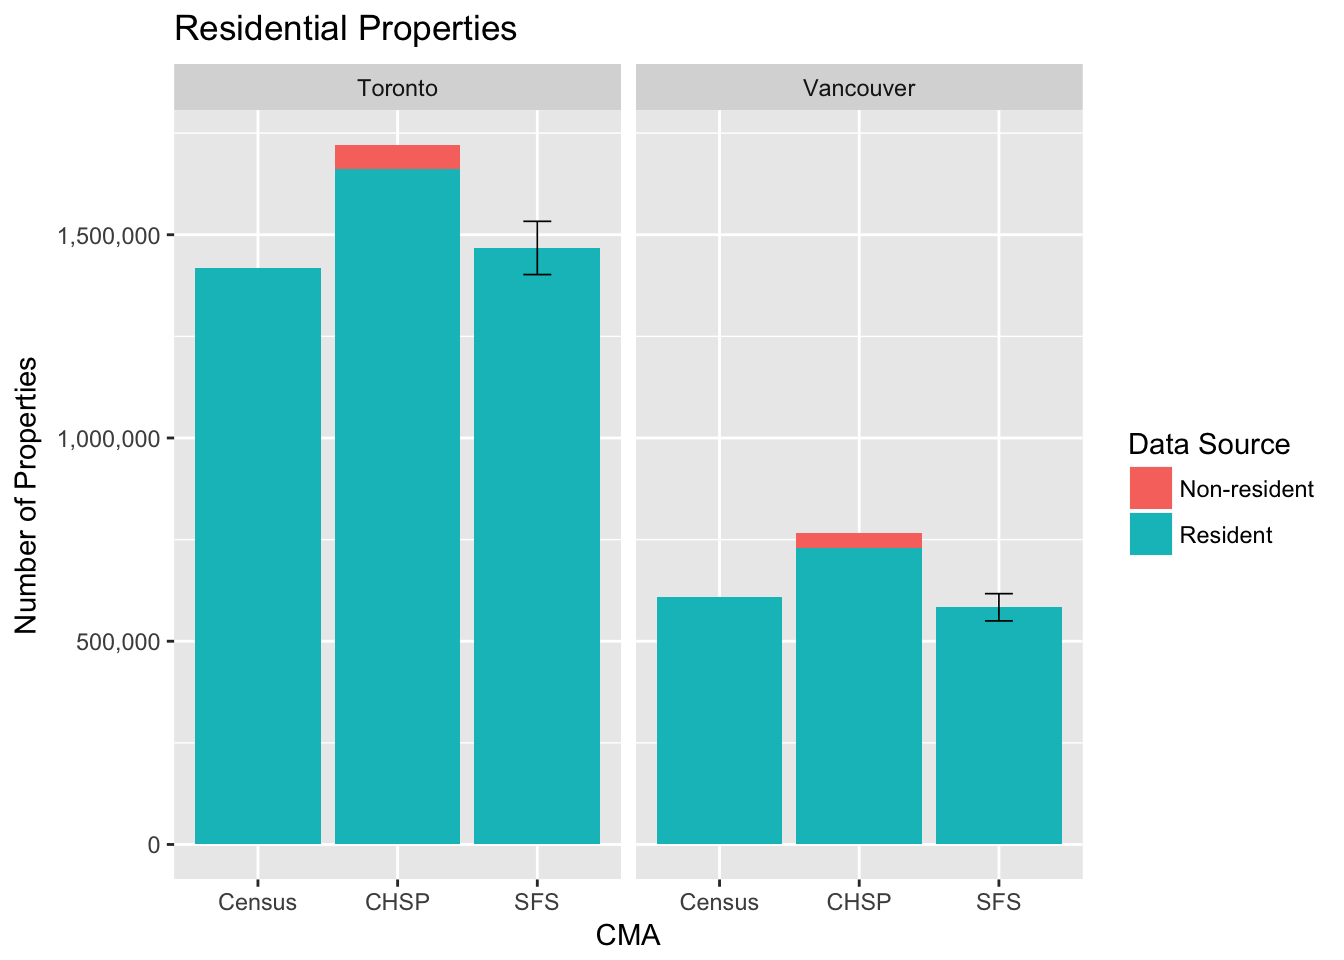 Residential Properties
Toronto
Vancouver
Number of Properties
1,500,000
1,000,000
500,000
0
Census
CHSP
SFS
Census
CHSP
SFS
CMA
Data Source
Non-resident
Resident